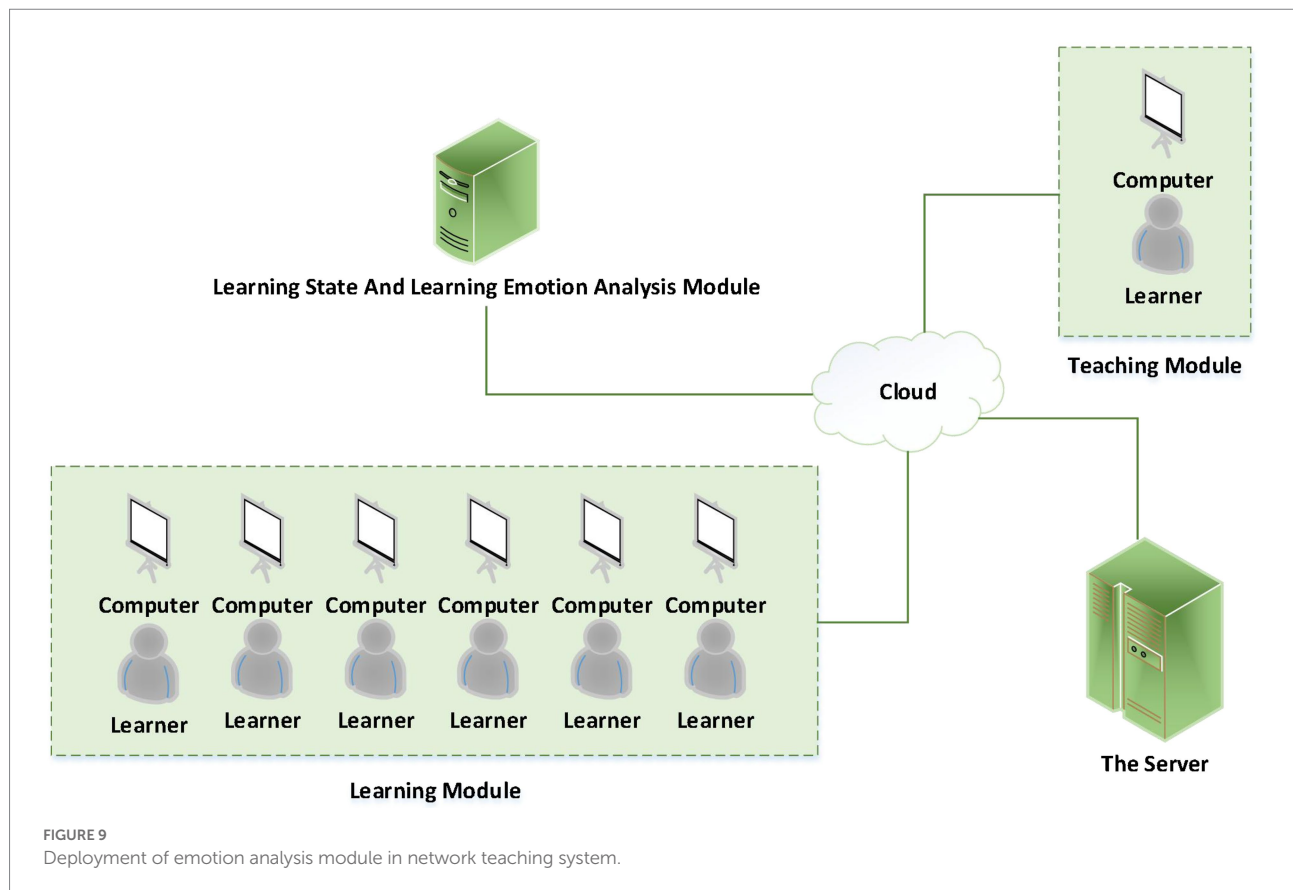 Computer
Learner
Teaching Module
Learning State And Learning Emotion Analysis Module
Cloud
Computer Computer Computer Computer Computer Computer
Learner Learner Learner Learner Learner Learner
Learning Module
The Server
FIGURE 9
Deployment of emotion analysis module in network teaching system.